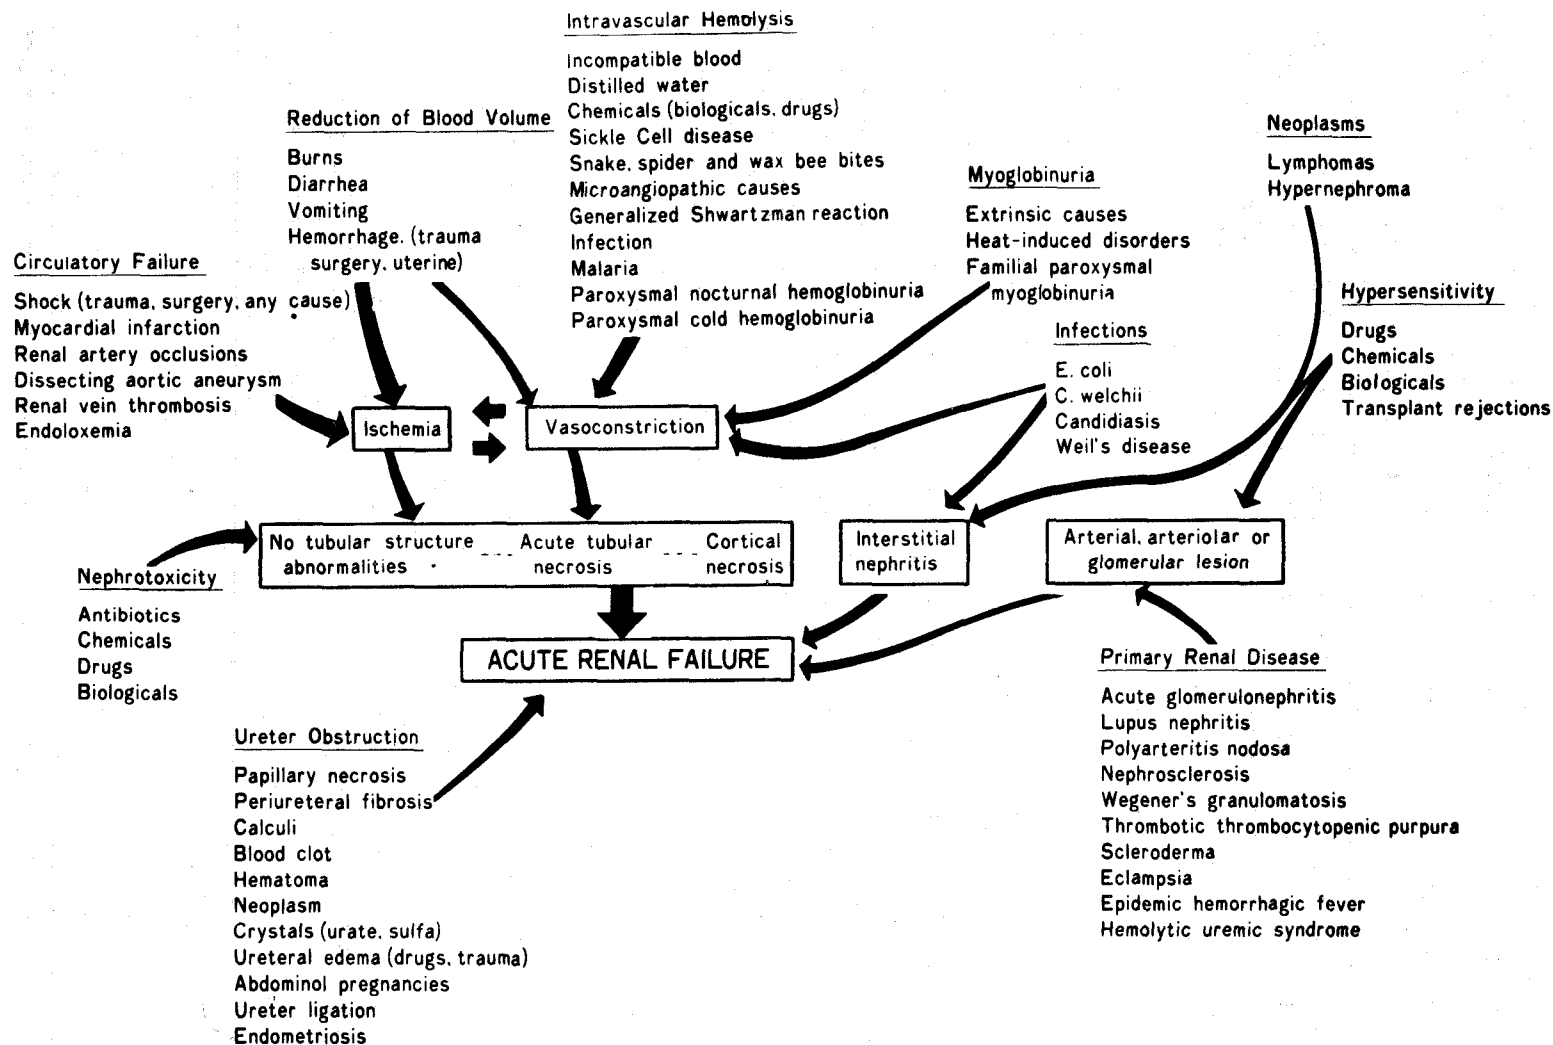 Intravascular Hemolysis
Incompatible blood
Distilled water
Chemicals (biologicals, drugs)
Sickle Cell disease
Snake, spider and wax bee bites
Microangiopathic causes
Generalized Shwartzman reaction
Infection
Malaria
Paroxysmal nocturnal hemoglobinuria
Paroxysmal cold hemoglobinuria
Reduction of Blood Volume
Burns
Diarrhea
Vomiting
Hemorrhage. (trauma
surgery, uterine)
Circulatory Failure
Shock (trauma, surgery, any cause)
Myocardial infarction
Renal artery occlusions
Dissecting aortic aneurysm
Renal vein thrombosis
Endoloxemia
Myoglobinuria
Extrinsic causes
Heat-induced disorders
Familial paroxysmal
myoglobinuria
Neoplasms
Lymphomas
Hypernephroma
Hypersensitivity
Drugs
Chemicals
Biologicals
Transplant rejections
Infections
E. coli
C. welchii
Candidiasis
Weil's disease
Ischemia
Vasoconstriction
No tubular structure
abnormalities
Acute tubular
necrosis
Cortical
necrosis
Interstitial
nephritis
Arterial, arteriolar or
glomerular lesion
Nephrotoxicity
Antibiotics
Chemicals
Drugs
Biologicals
ACUTE RENAL FAILURE
Primary Renal Disease
Acute glomerulonephritis
Lupus nephritis
Polyarteritis nodosa
Nephrosclerosis
Wegener's granulomatosis
Thrombotic thrombocytopenic purpura
Scleroderma
Eclampsia
Epidemic hemorrhagic fever
Hemolytic uremic syndrome
Ureter Obstruction
Papillary necrosis
Periureteral fibrosis
Calculi
Blood clot
Hematoma
Neoplasm
Crystals (urate, sulfa)
Ureteral edema (drugs, trauma)
Abdominol pregnancies
Ureter ligation
Endometriosis